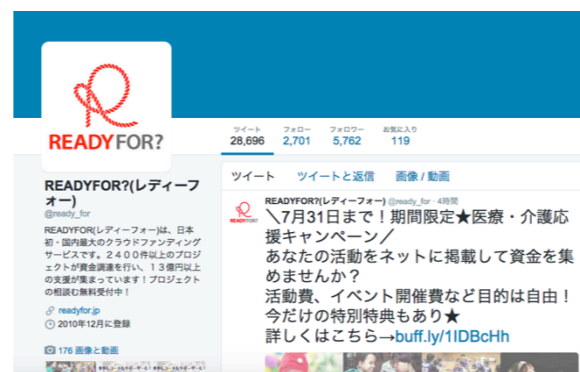 READYFOR?
ツイート フォロー フォロワー お気に入り
28,696 2,701 5,762 119
READYFOR?(レディーフォー)
@ready_for
READYFOR?(レディーフォー)は、日本
初・国内最大のクラウドファンディング
サービスです。２４００件以上のプロジェ
クトが資金調達を行い、１３億円以上
の支援が集まっています！プロジェクト
の相談む無料受付中！
readyfor.jp
2010年12月に登録
176 画像と動画
ツイート ツイートと返信 画像 / 動画
READYFOR?
READYFOR?(レディーフォー) @ready_for · 4時間
＼7月31日まで！期間限定★医療・介護応
援キャンペーン／
あなたの活動をネットに掲載して資金を集
めませんか？
活動費、イベント開催費など目的は自由！
今だけの特別特典もあり★
詳しくはこちら→buff.ly/1IDBcHh